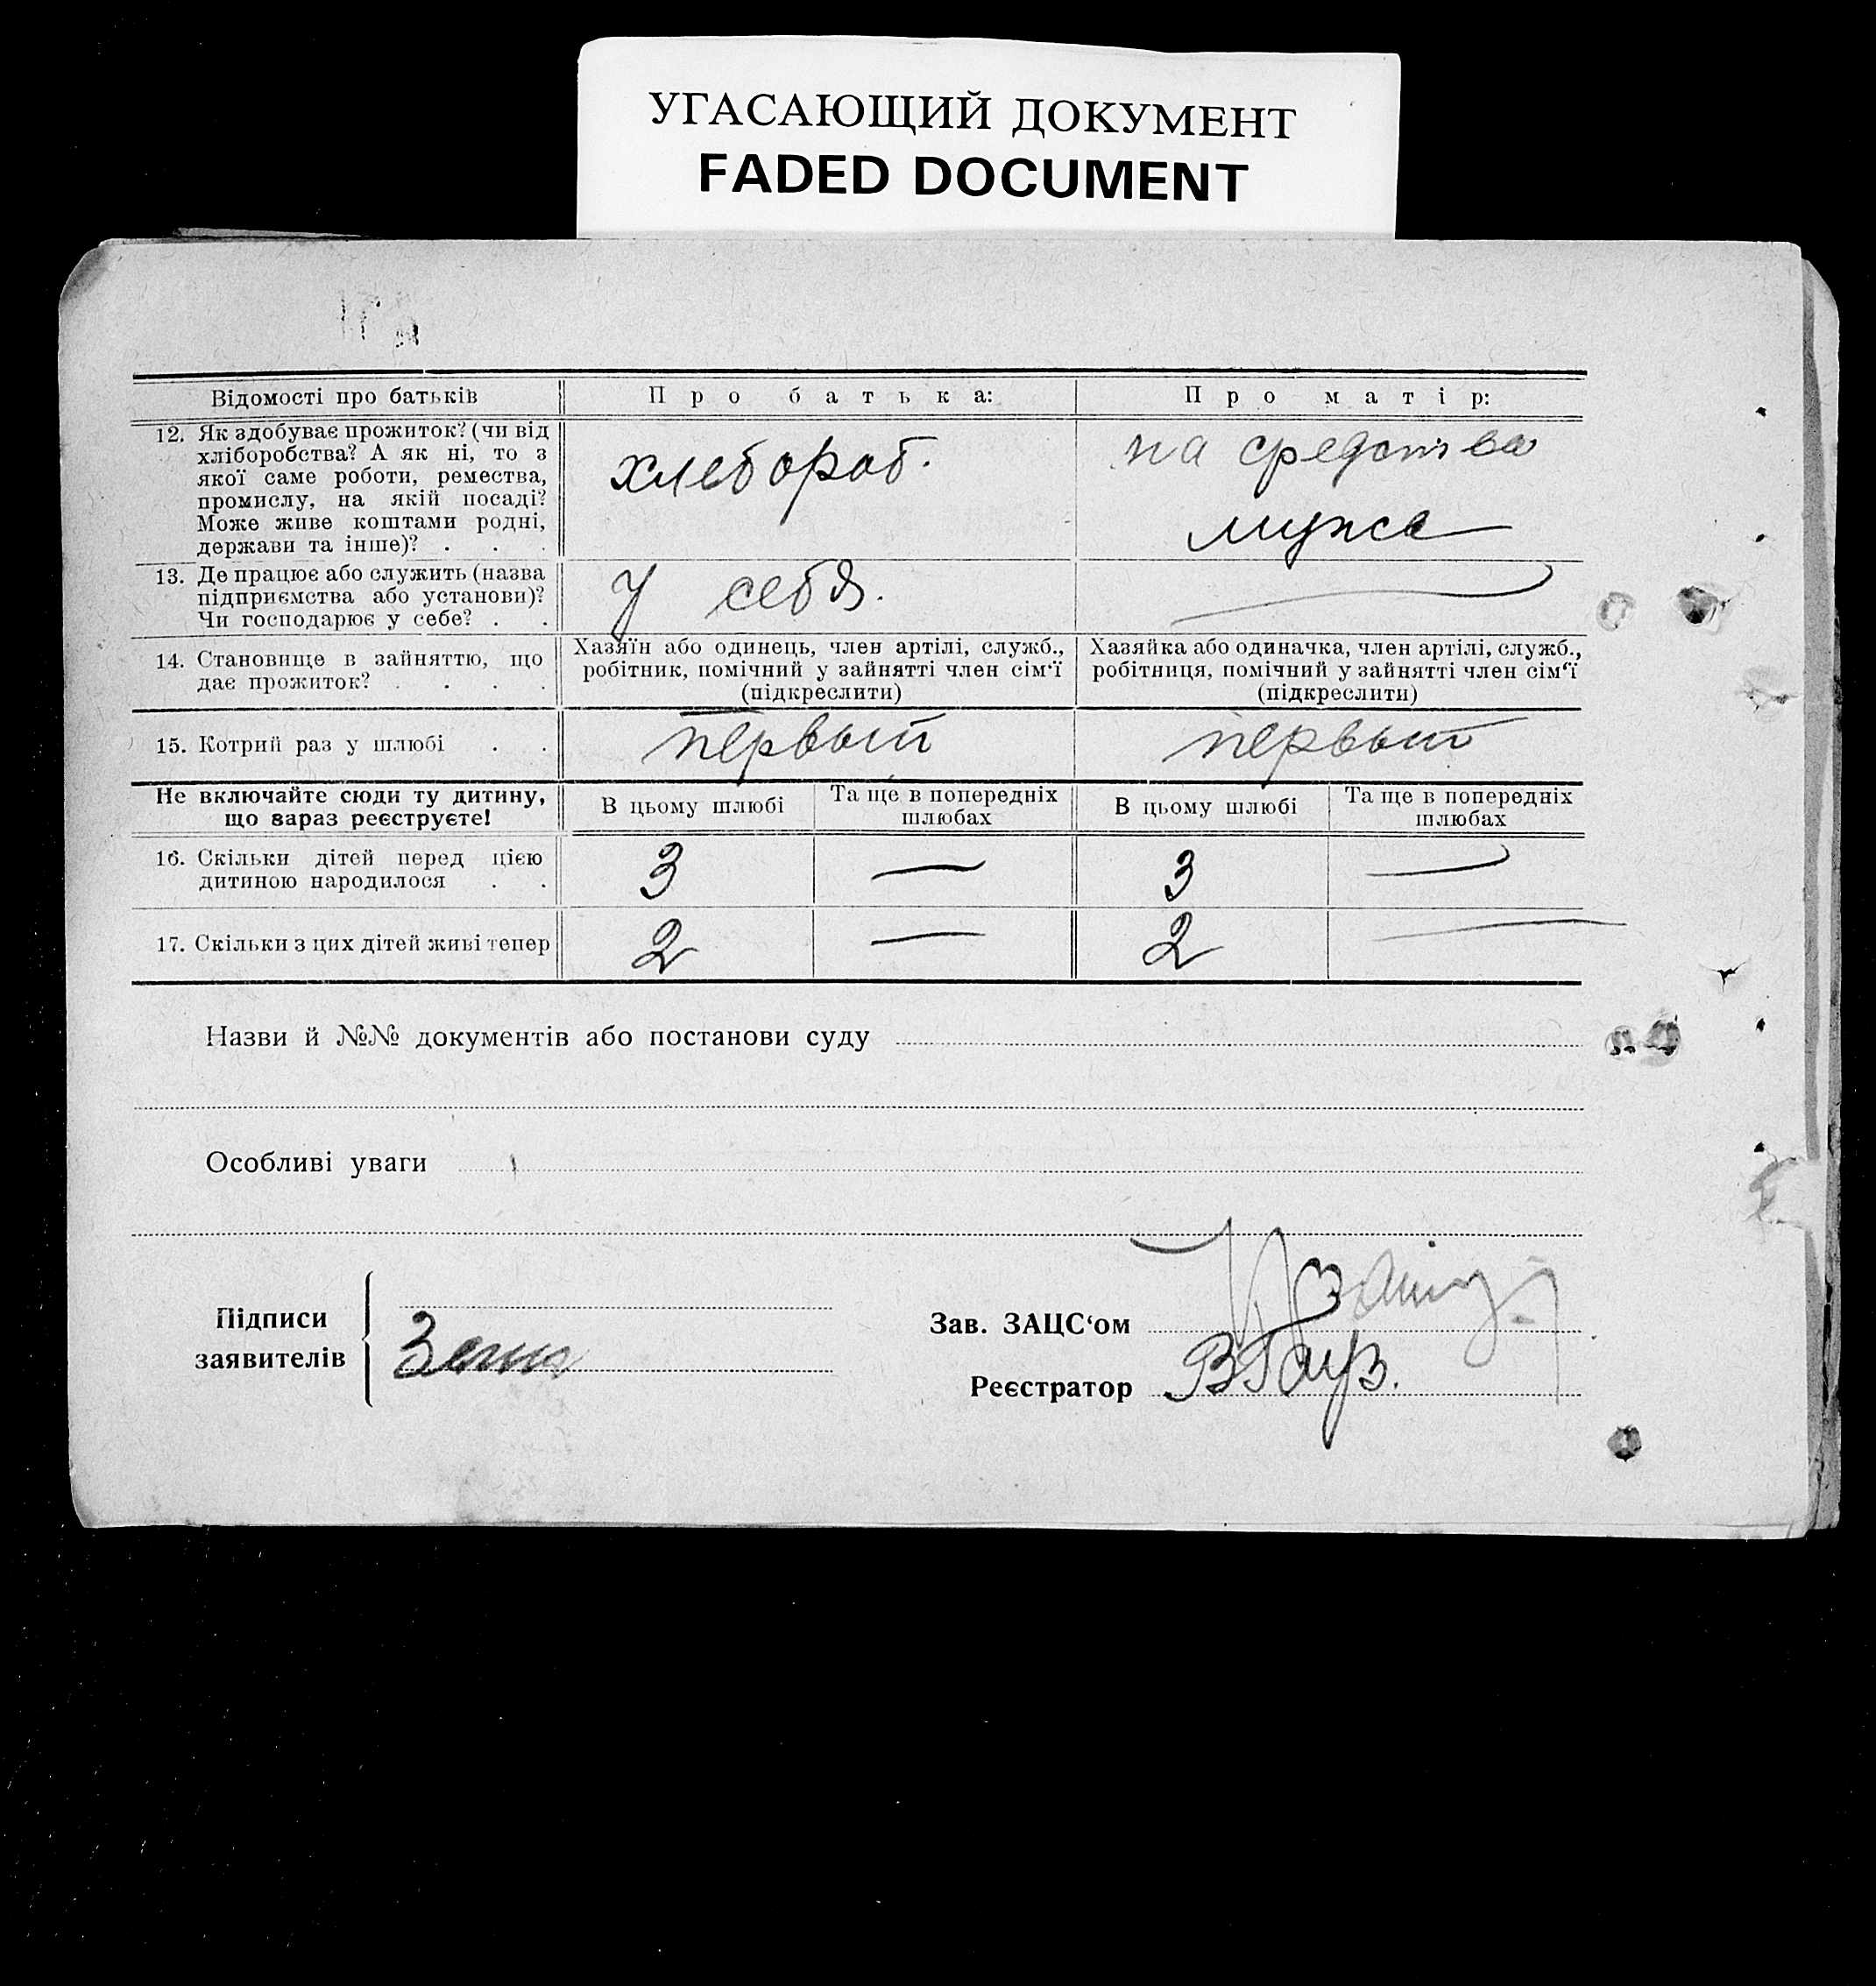 УГАСАЮЩИЙ ДОКУМЕНТ
FADED DOCUMENT
Відомості про батьків
Про батька:
Про матір:
12. Як здобуває прожиток? (чи від
хліборобства? А як ні, то з
якої саме роботи, ремества,
промислу, на якій посаді?
Може живе коштами родні,
держави та інше)? . . .
хлебороб.
на средства
мужа
13. Де працює або служить (назва
підприємства або установи)?
Чи господарює у себе? . .
у себя.
14. Становище в зайняттю, що
дає прожиток? . . . .
Хазяїн або одинець, член артілі, служб.,
робітник, помічний у зайнятті член сім‘ї
(підкреслити)
Хазяйка або одиначка, член артілі, служб.,
робітниця, помічний у зайнятті член сім‘ї
(підкреслити)
15. Котрий раз у шлюбі . .
первый
первый
Не включайте сюди ту дитину,
що зараз реєструєте!
В цьому шлюбі
Та ще в попередніх
шлюбах
В цьому шлюбі
Та ще в попередніх
шлюбах
16. Скільки дітей перед цією
дитиною народилося . .
3 — 3 —
17. Скільки з цих дітей живі тепер
2 — 2 —
Назви й №№ документів або постанови суду
Особливі уваги
Підписи
заявителів
Зав. ЗАЦС‘ом
Реєстратор
ВГауз.